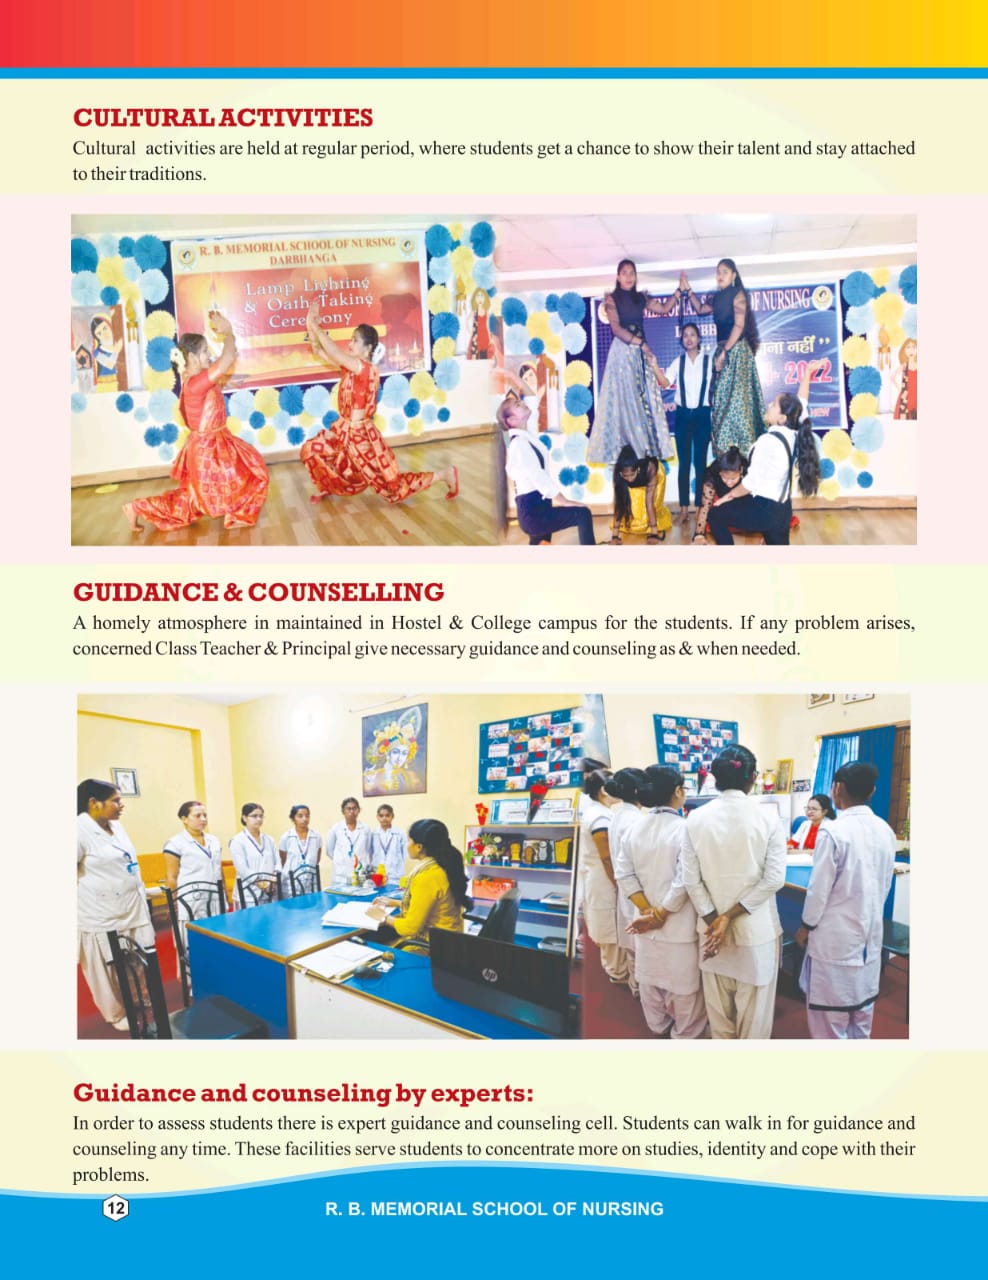 CULTURAL ACTIVITIES
Cultural activities are held at regular period, where students get a chance to show their talent and stay attached
to their traditions.
R. B. MEMORIAL SCHOOL OF NURSING
DARBHANGA
Lamp Lighting
& Oath Taking
Ceremony
OF NURSING
ना नहीं ”
2022
GUIDANCE & COUNSELLING
A homely atmosphere in maintained in Hostel & College campus for the students. If any problem arises,
concerned Class Teacher & Principal give necessary guidance and counseling as & when needed.
hp
Guidance and counseling by experts:
In order to assess students there is expert guidance and counseling cell. Students can walk in for guidance and
counseling any time. These facilities serve students to concentrate more on studies, identity and cope with their
problems.
12
R. B. MEMORIAL SCHOOL OF NURSING